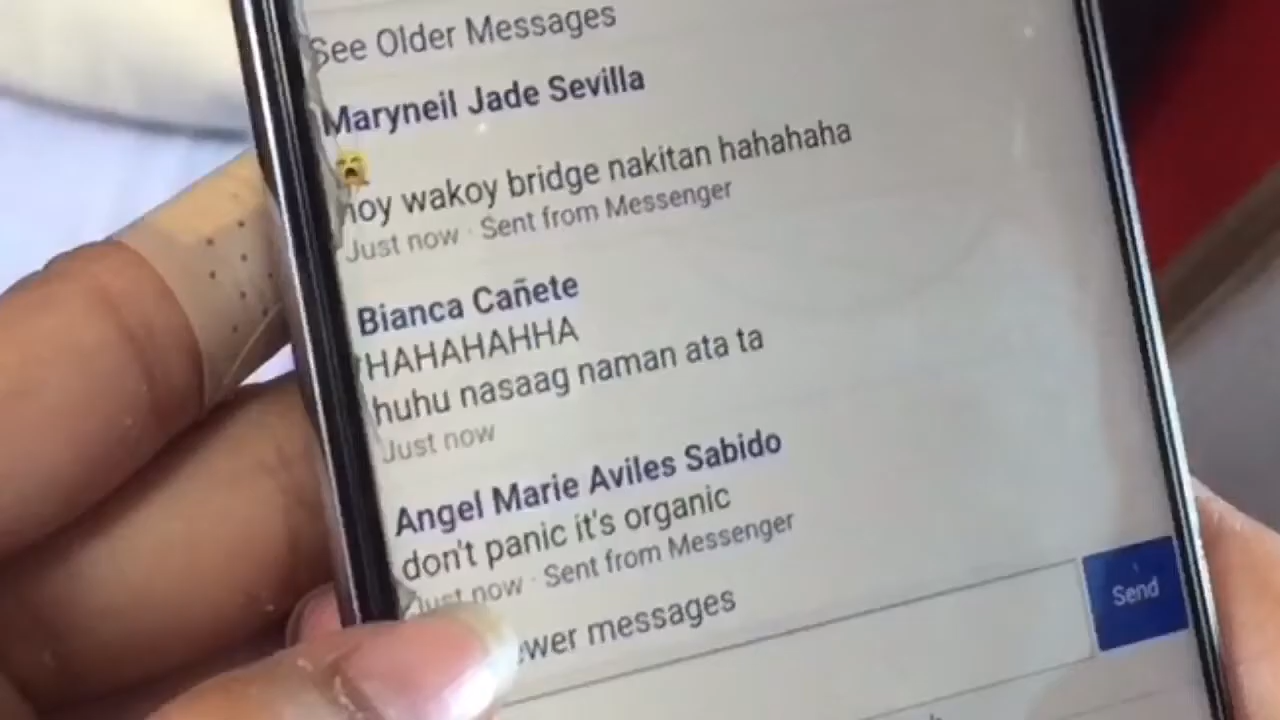 See Older Messages
Maryneil Jade Sevilla
😭
hoy wakoy bridge nakitan hahahaha
Just now · Sent from Messenger
Bianca Cañete
HAHAHAHHA
huhu nasaag naman ata ta
Just now
Angel Marie Aviles Sabido
don't panic it's organic
Just now · Sent from Messenger
messages
Send